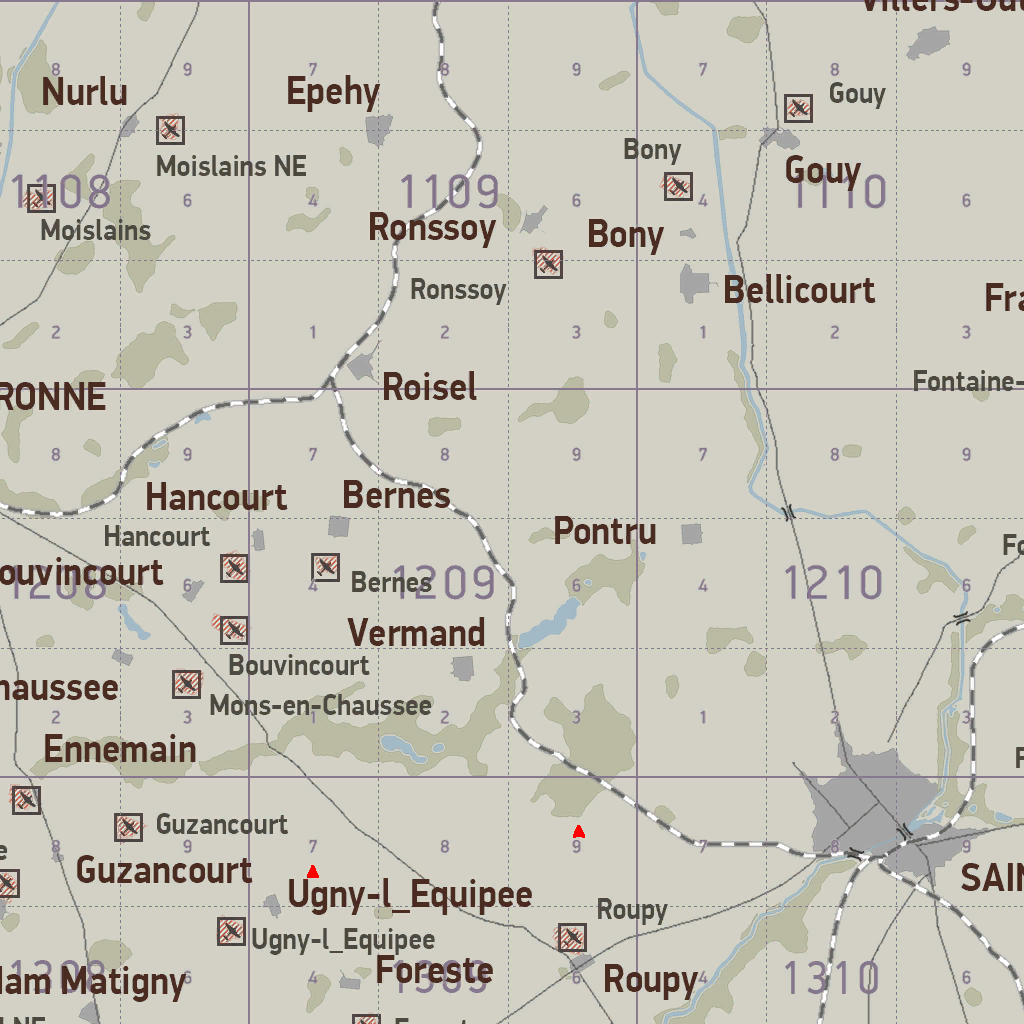 Villers-Out
8 9 7 8 9 7 8 9
Nurlu
Epehy
Gouy
Moislains NE
Bony
Gouy
1108
1109
1110
6 4 6 4 6
Moislains
Ronssoy
Bony
Ronssoy
Bellicourt
Fra
2 3 1 2 3 1 2 3
RONNE
Roisel
Fontaine-
8 9 7 8 9 7 8 9
Hancourt
Bernes
Hancourt
Pontru
Fo
ouvincourt
1208
1209
1210
6 4 6 4 6
Bernes
Vermand
Bouvincourt
haussee
Mons-en-Chaussee
2 3 1 2 3 1 2 3
Ennemain
Guzancourt
e
8 9 7 8 9 7 8 9
Guzancourt
SAIN
Ugny-l_Equipee
Roupy
Ugny-l_Equipee
Foreste
Roupy
Ham Matigny
1308
1309
1310
6 4 6 4 6